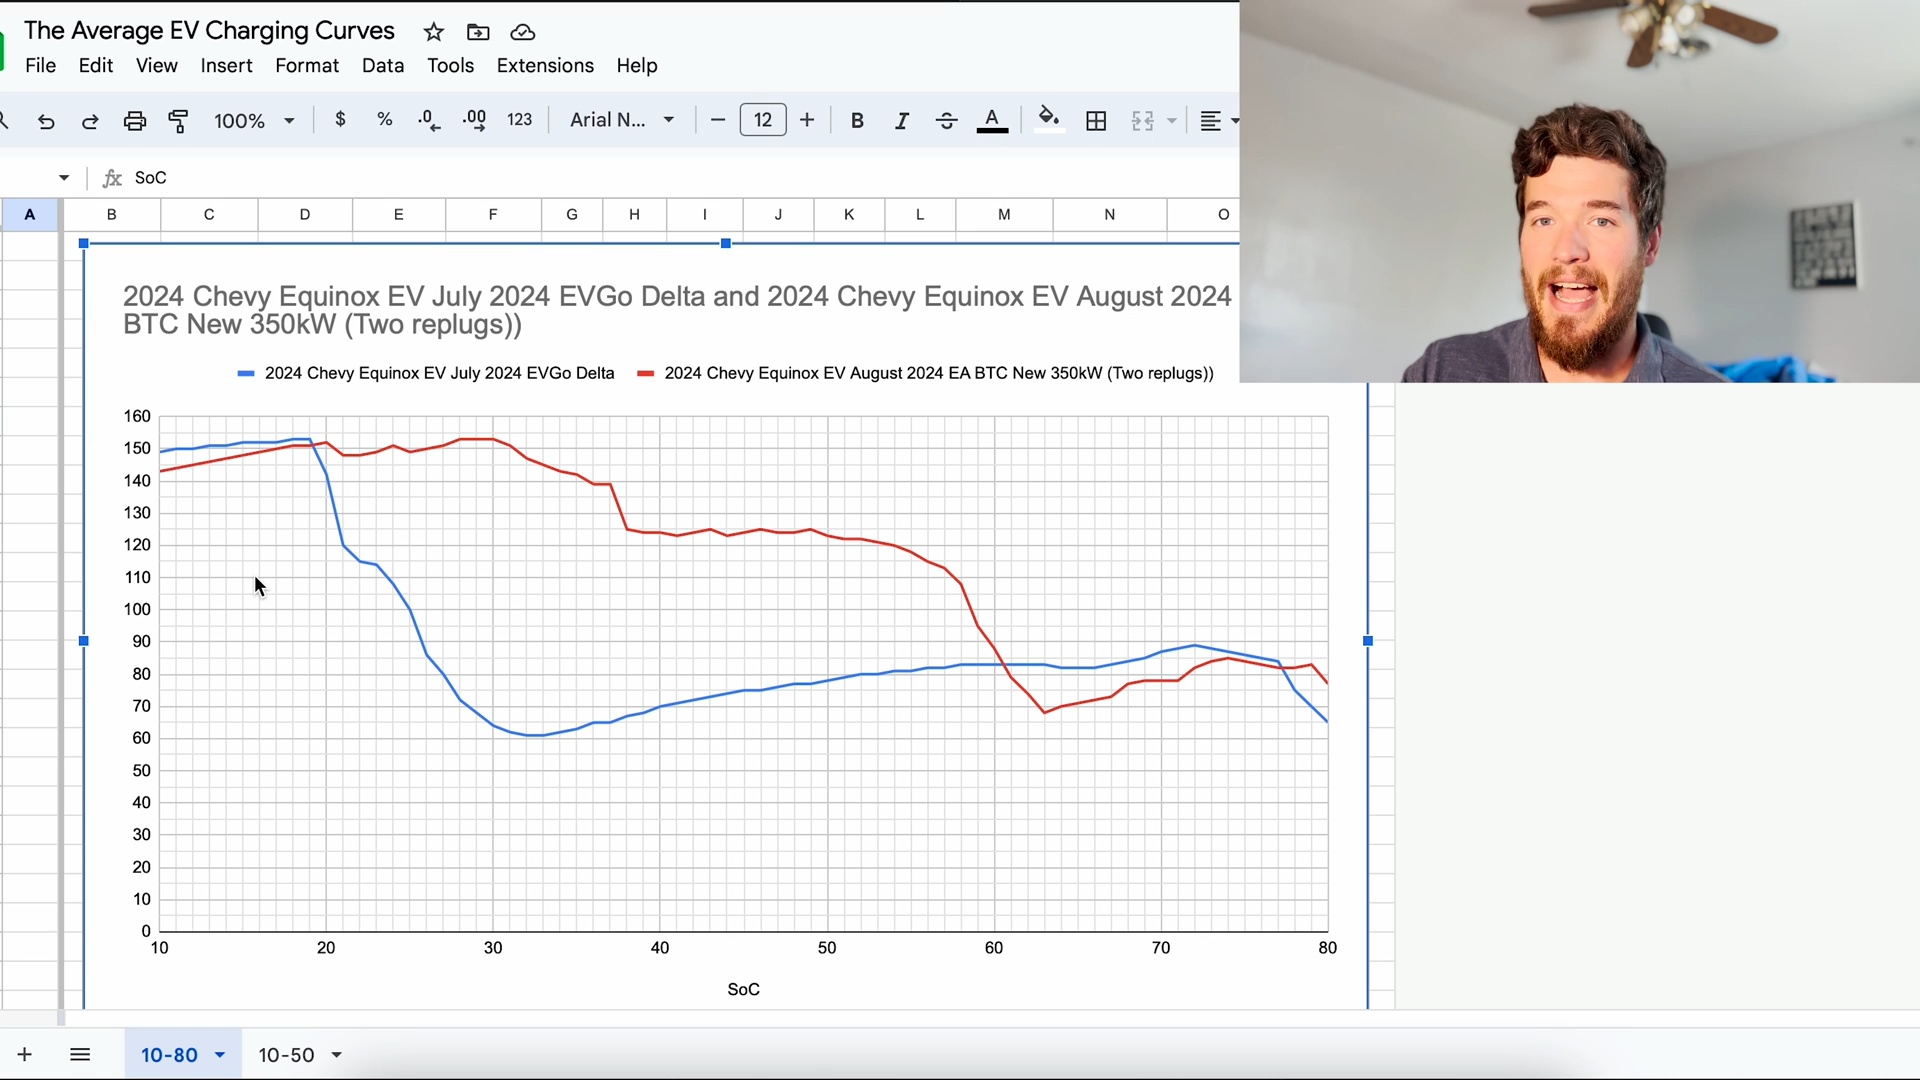 The Average EV Charging Curves
File Edit View Insert Format Data Tools Extensions Help
100% $ % .0 .00 123 Arial N... 12 B I A
fx SoC
A B C D E F G H I J K L M N O
2024 Chevy Equinox EV July 2024 EVGo Delta and 2024 Chevy Equinox EV August 2024
BTC New 350kW (Two replugs))
2024 Chevy Equinox EV July 2024 EVGo Delta 2024 Chevy Equinox EV August 2024 EA BTC New 350kW (Two replugs))
160
150
140
130
120
110
100
90
80
70
60
50
40
30
20
10
0
10 20 30 40 50 60 70 80
SoC
10-80 10-50